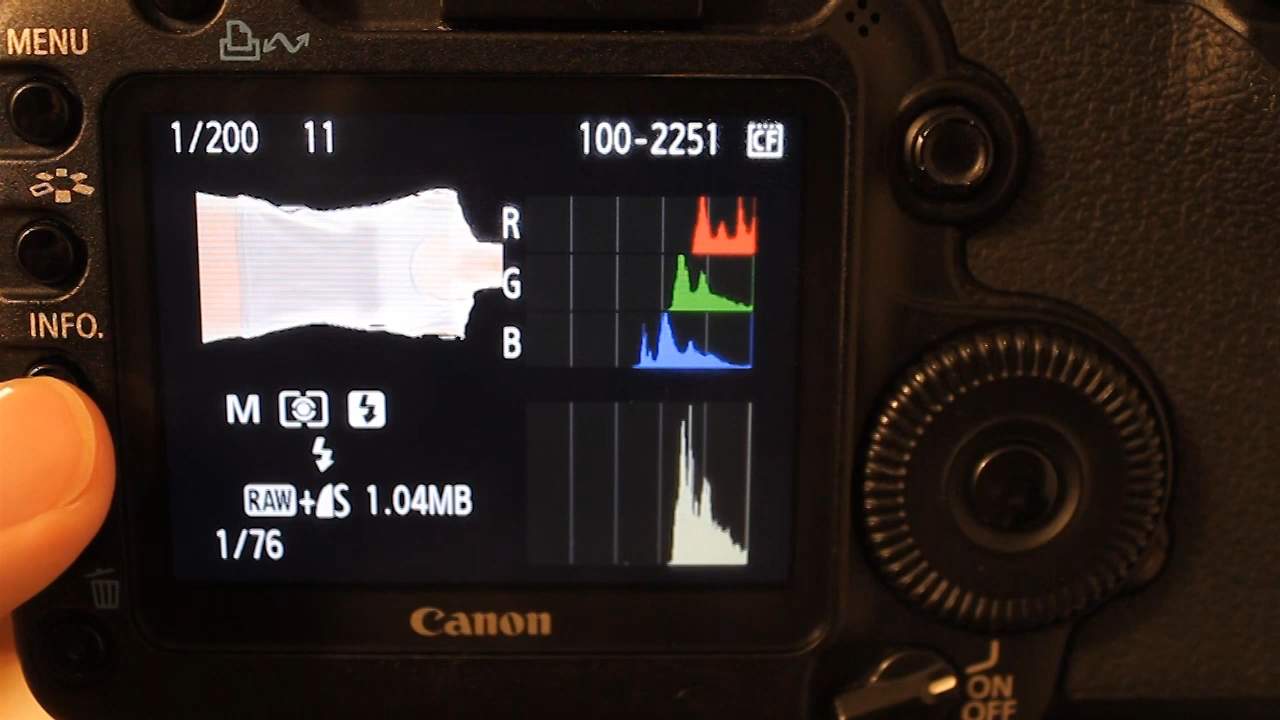 MENU
1/200 11 100-2251 CF
R
G
INFO.
B
M
RAW+S 1.04MB
1/76
Canon
ON
OFF